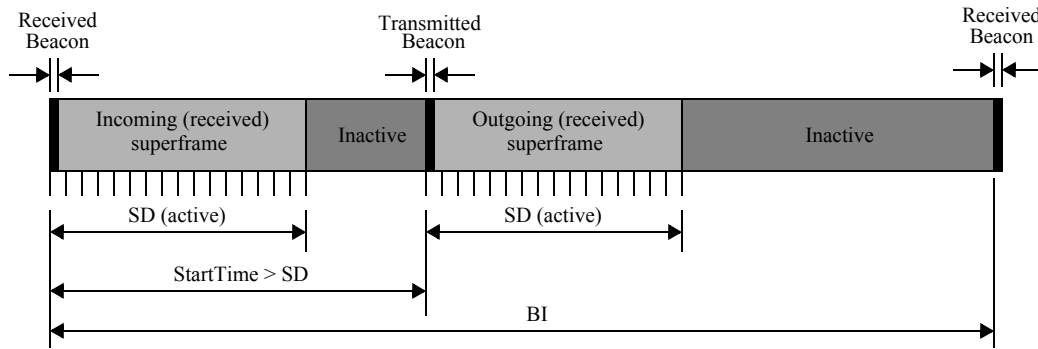 Received
Beacon
Transmitted
Beacon
Received
Beacon
Incoming (received)
superframe
Inactive
Outgoing (received)
superframe
Inactive
SD (active)
SD (active)
StartTime > SD
BI